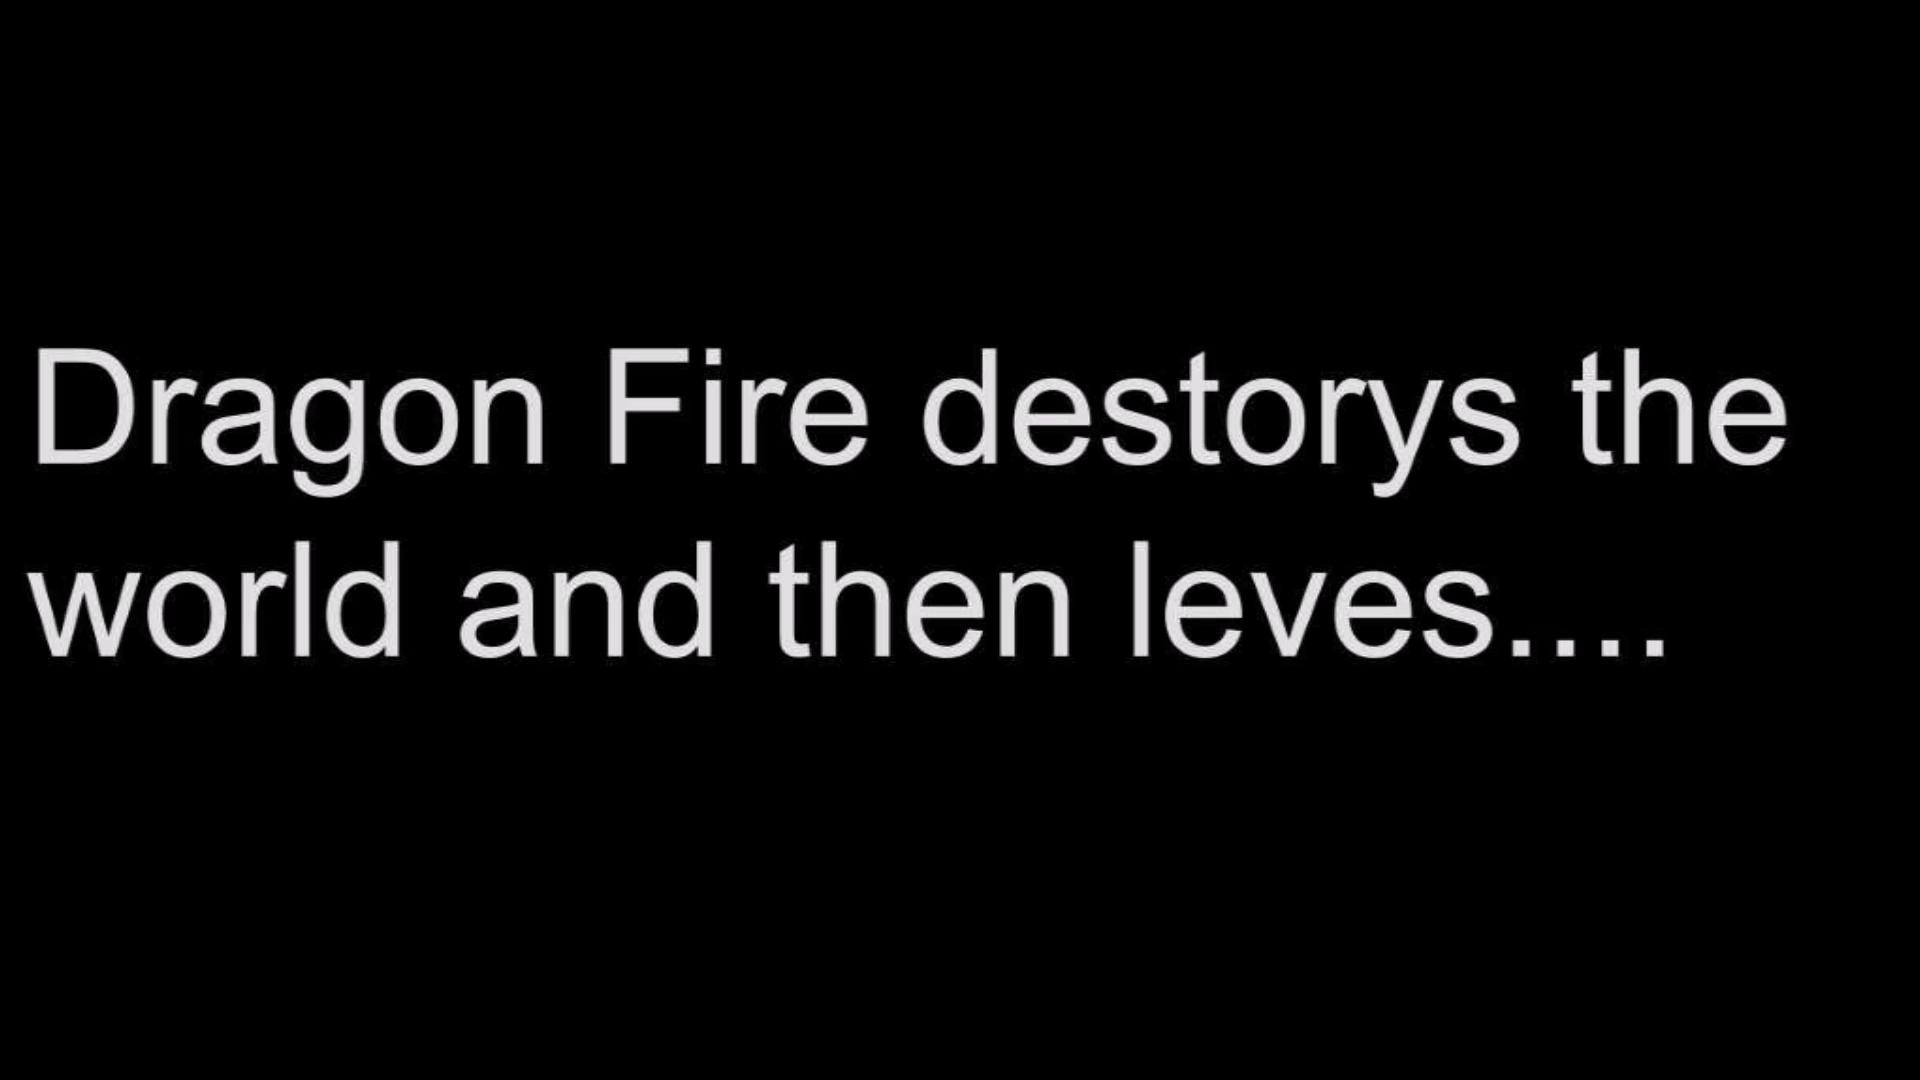 Dragon Fire destorys the
world and then leves....